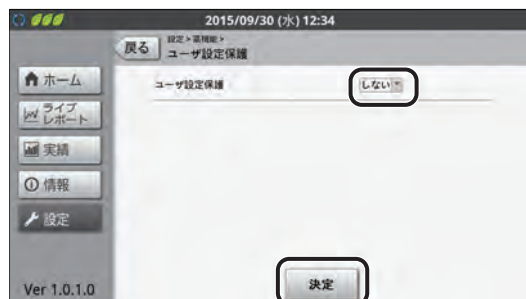 2015/09/30 (水) 12:34
戻る
設定>高機能>
ユーザ設定保護
ホーム
ライブ
レポート
実績
情報
設定
ユーザ設定保護
しない
決定
Ver 1.0.1.0